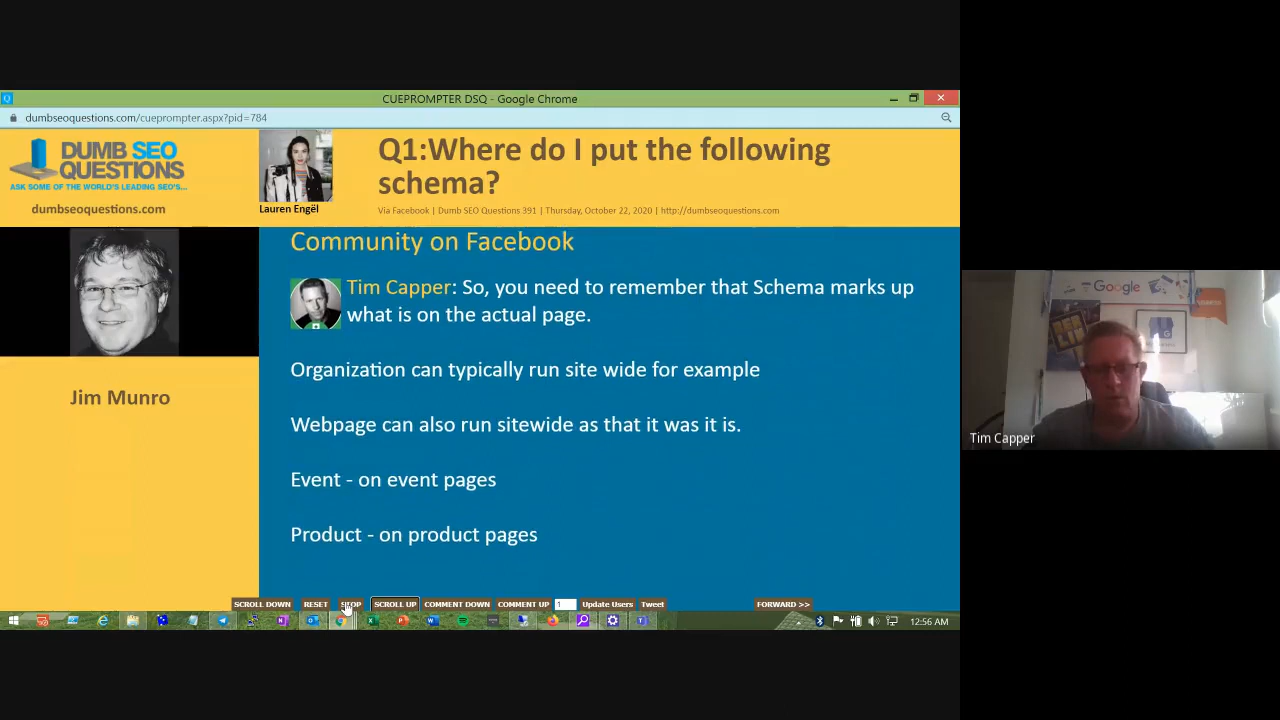 CUEPROMPTER DSQ - Google Chrome
dumbseoquestions.com/cueprompter.aspx?pid=784
DUMB SEO
QUESTIONS
ASK SOME OF THE WORLD'S LEADING SEO'S...
dumbseoquestions.com
Lauren Engël
Q1:Where do I put the following
schema?
Via Facebook | Dumb SEO Questions 391 | Thursday, October 22, 2020 | http://dumbseoquestions.com
Jim Munro
Community on Facebook
Tim Capper: So, you need to remember that Schema marks up
what is on the actual page.
Organization can typically run site wide for example
Webpage can also run sitewide as that it was it is.
Event - on event pages
Product - on product pages
SCROLL DOWN RESET STOP SCROLL UP COMMENT DOWN COMMENT UP 1 Update Users Tweet FORWARD >>
12:56 AM
Google
Tim Capper